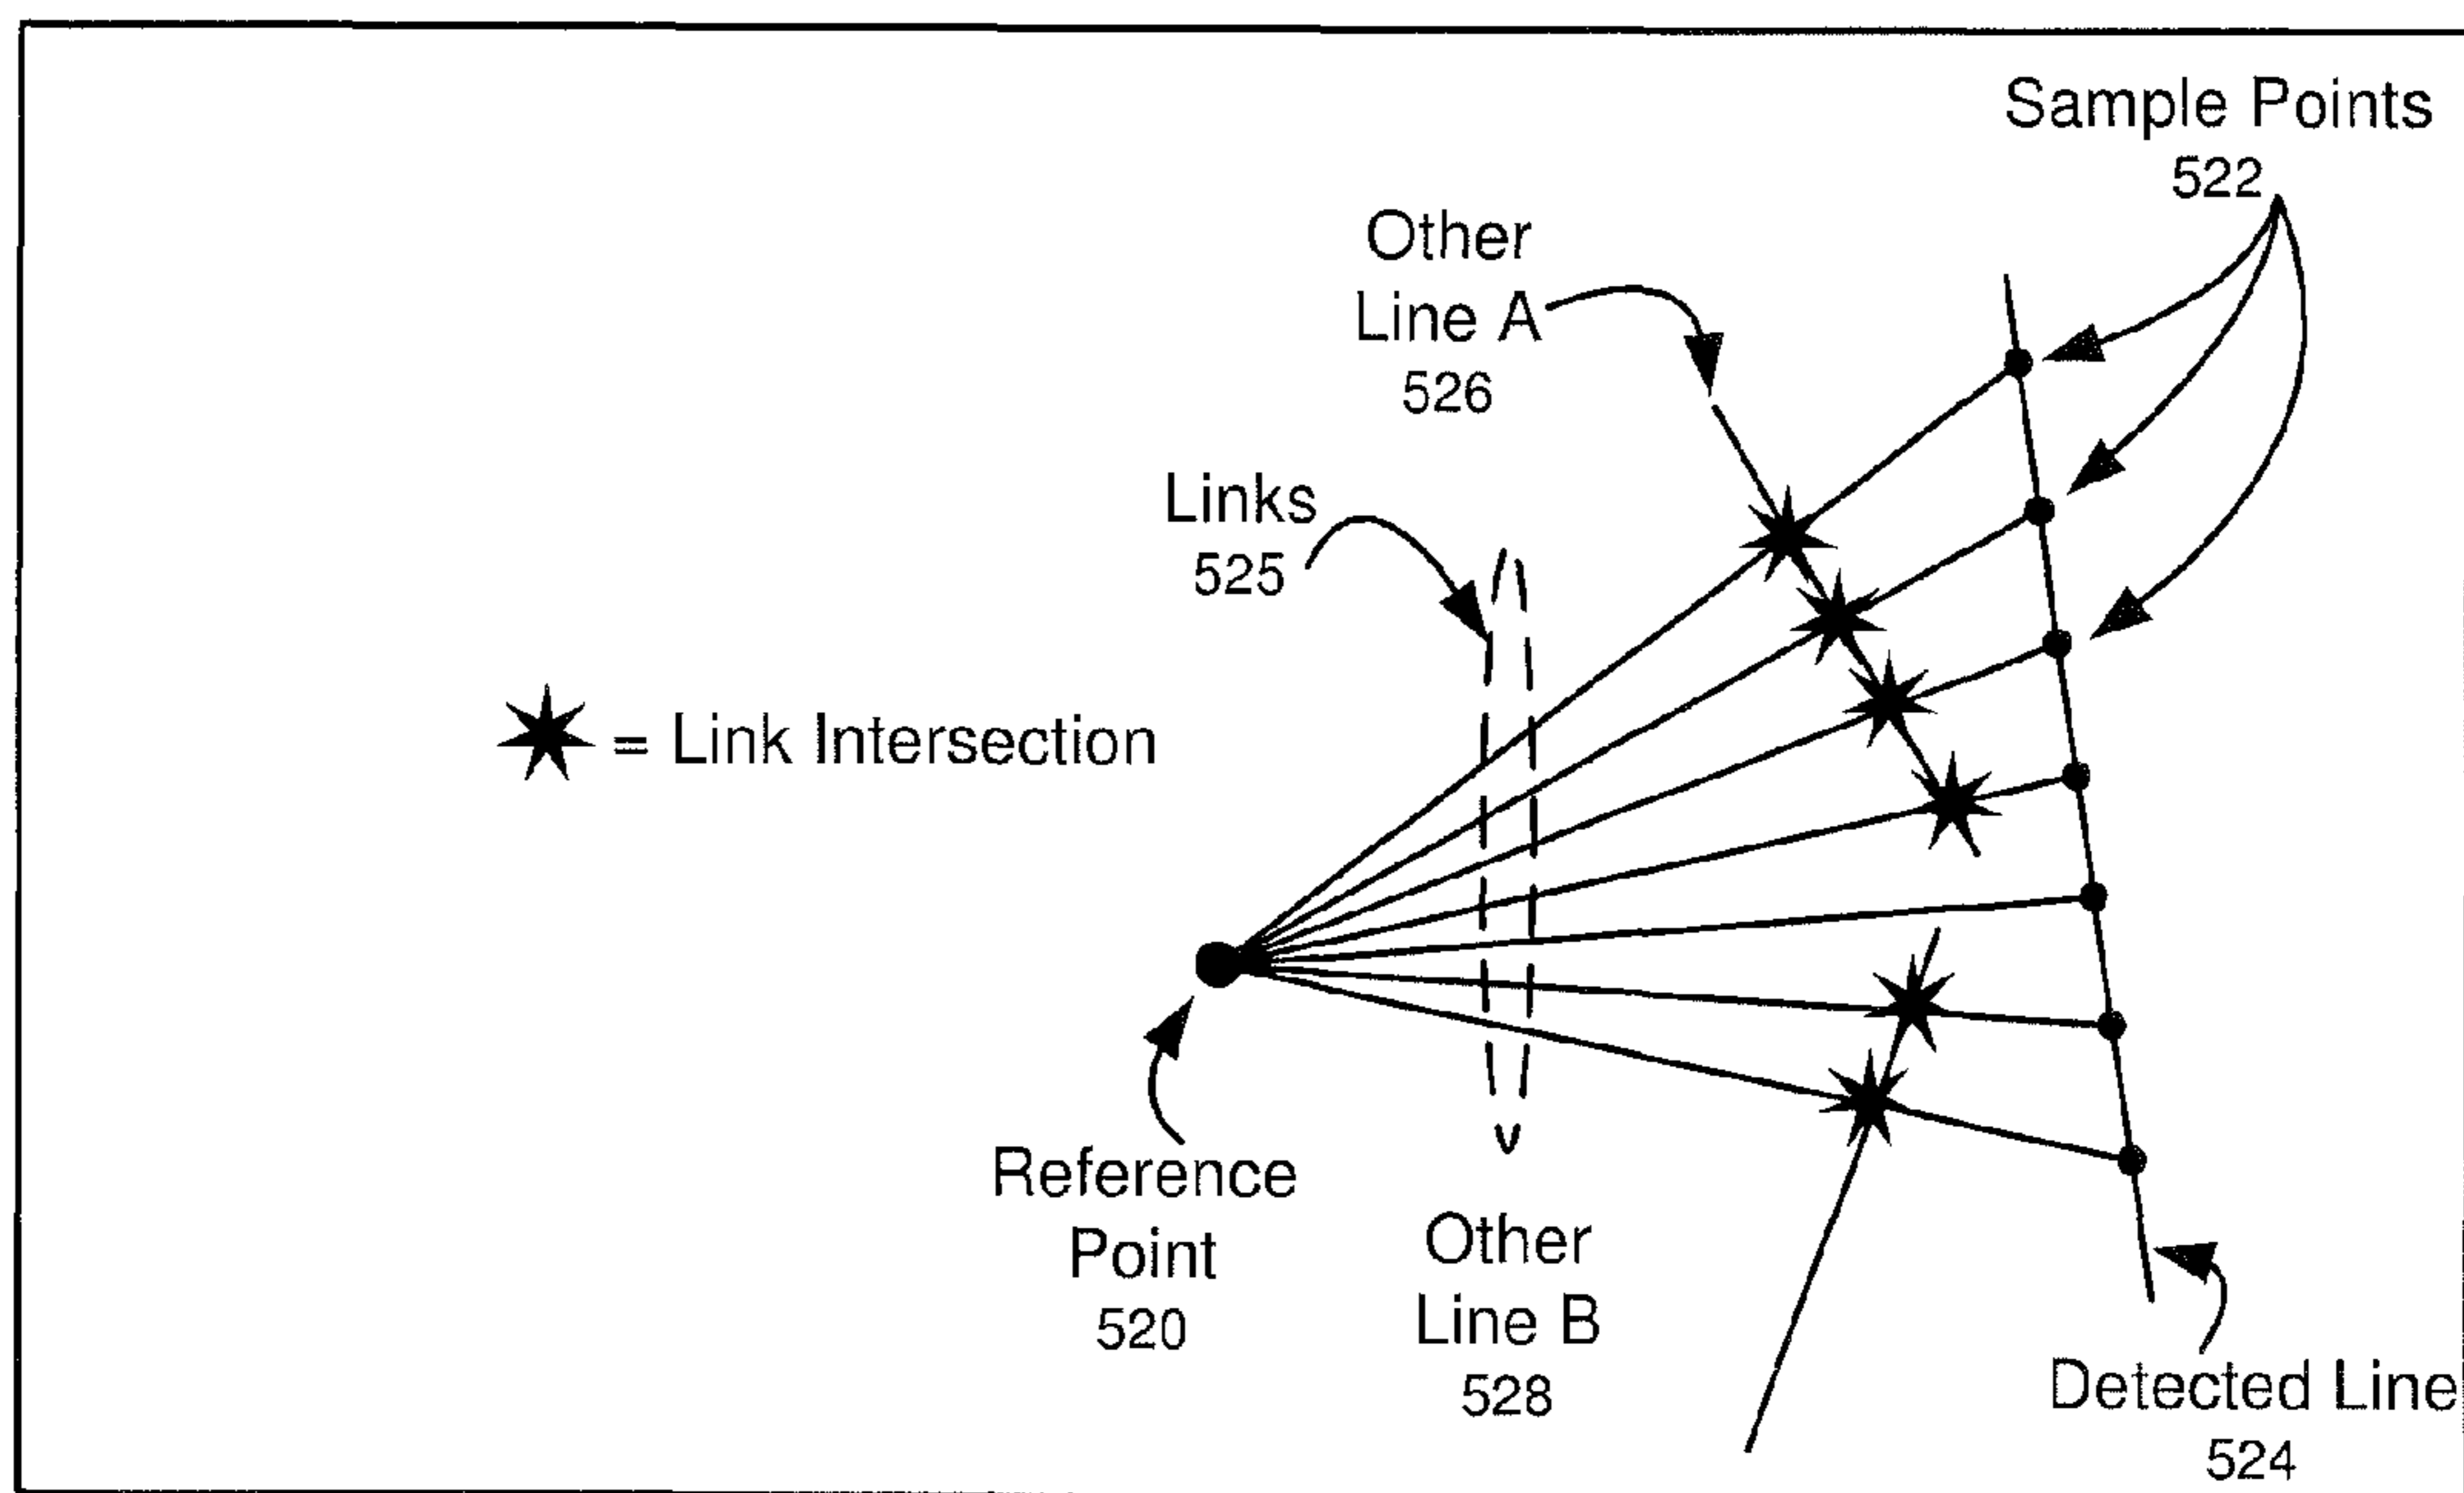 Sample Points
522
Other
Line A
526
Links
525
= Link Intersection
Reference
Point
520
Other
Line B
528
Detected Line
524